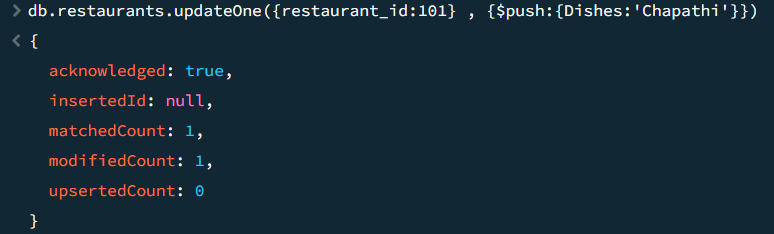 > db.restaurants.updateOne({restaurant_id:101} , {$push:{Dishes:'Chapathi'}})
< {
acknowledged: true,
insertedId: null,
matchedCount: 1,
modifiedCount: 1,
upsertedCount: 0
}